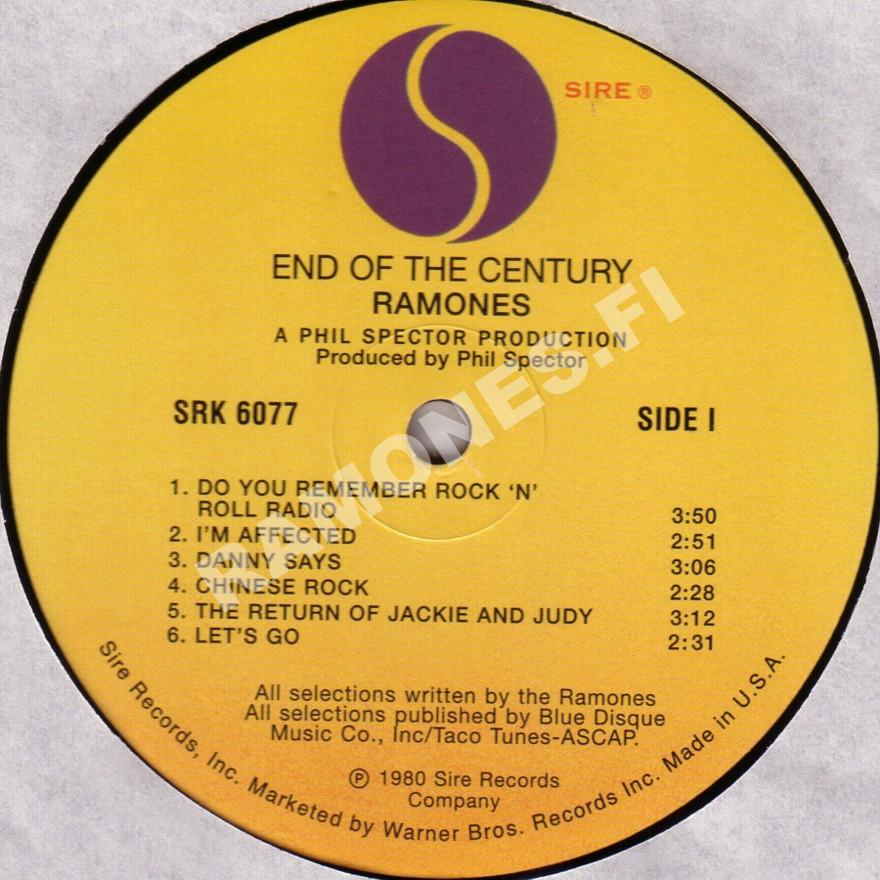 SIRE ®
END OF THE CENTURY
RAMONES
A PHIL SPECTOR PRODUCTION
Produced by Phil Spector
SRK 6077
SIDE I
1. DO YOU REMEMBER ROCK ‘N’
ROLL RADIO 3:50
2. I’M AFFECTED 2:51
3. DANNY SAYS 3:06
4. CHINESE ROCK 2:28
5. THE RETURN OF JACKIE AND JUDY 3:12
6. LET’S GO 2:31
All selections written by the Ramones
All selections published by Blue Disque
Music Co., Inc/Taco Tunes-ASCAP.
℗ 1980 Sire Records
Company
Sire Records, Inc. Marketed by Warner Bros. Records Inc. Made in U.S.A.
RAMONES.FI